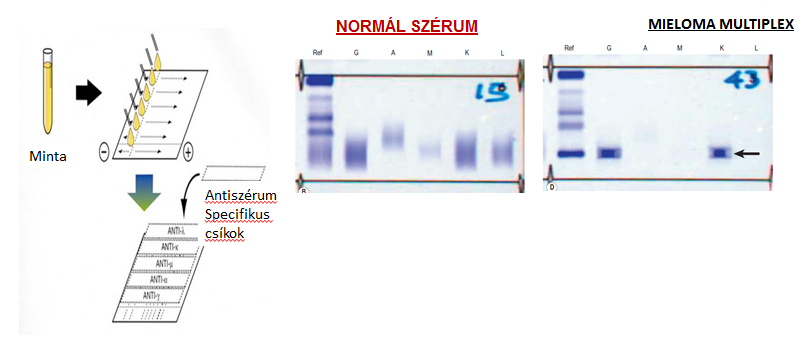 NORMÁL SZÉRUM
MIELOMA MULTIPLEX
Ref G A M K L
15
B
Ref G A M K L
43
D
Minta
Antiszérum
Specifikus
csíkok
ANTI-λ
ANTI-κ
ANTI-μ
ANTI-α
ANTI-γ